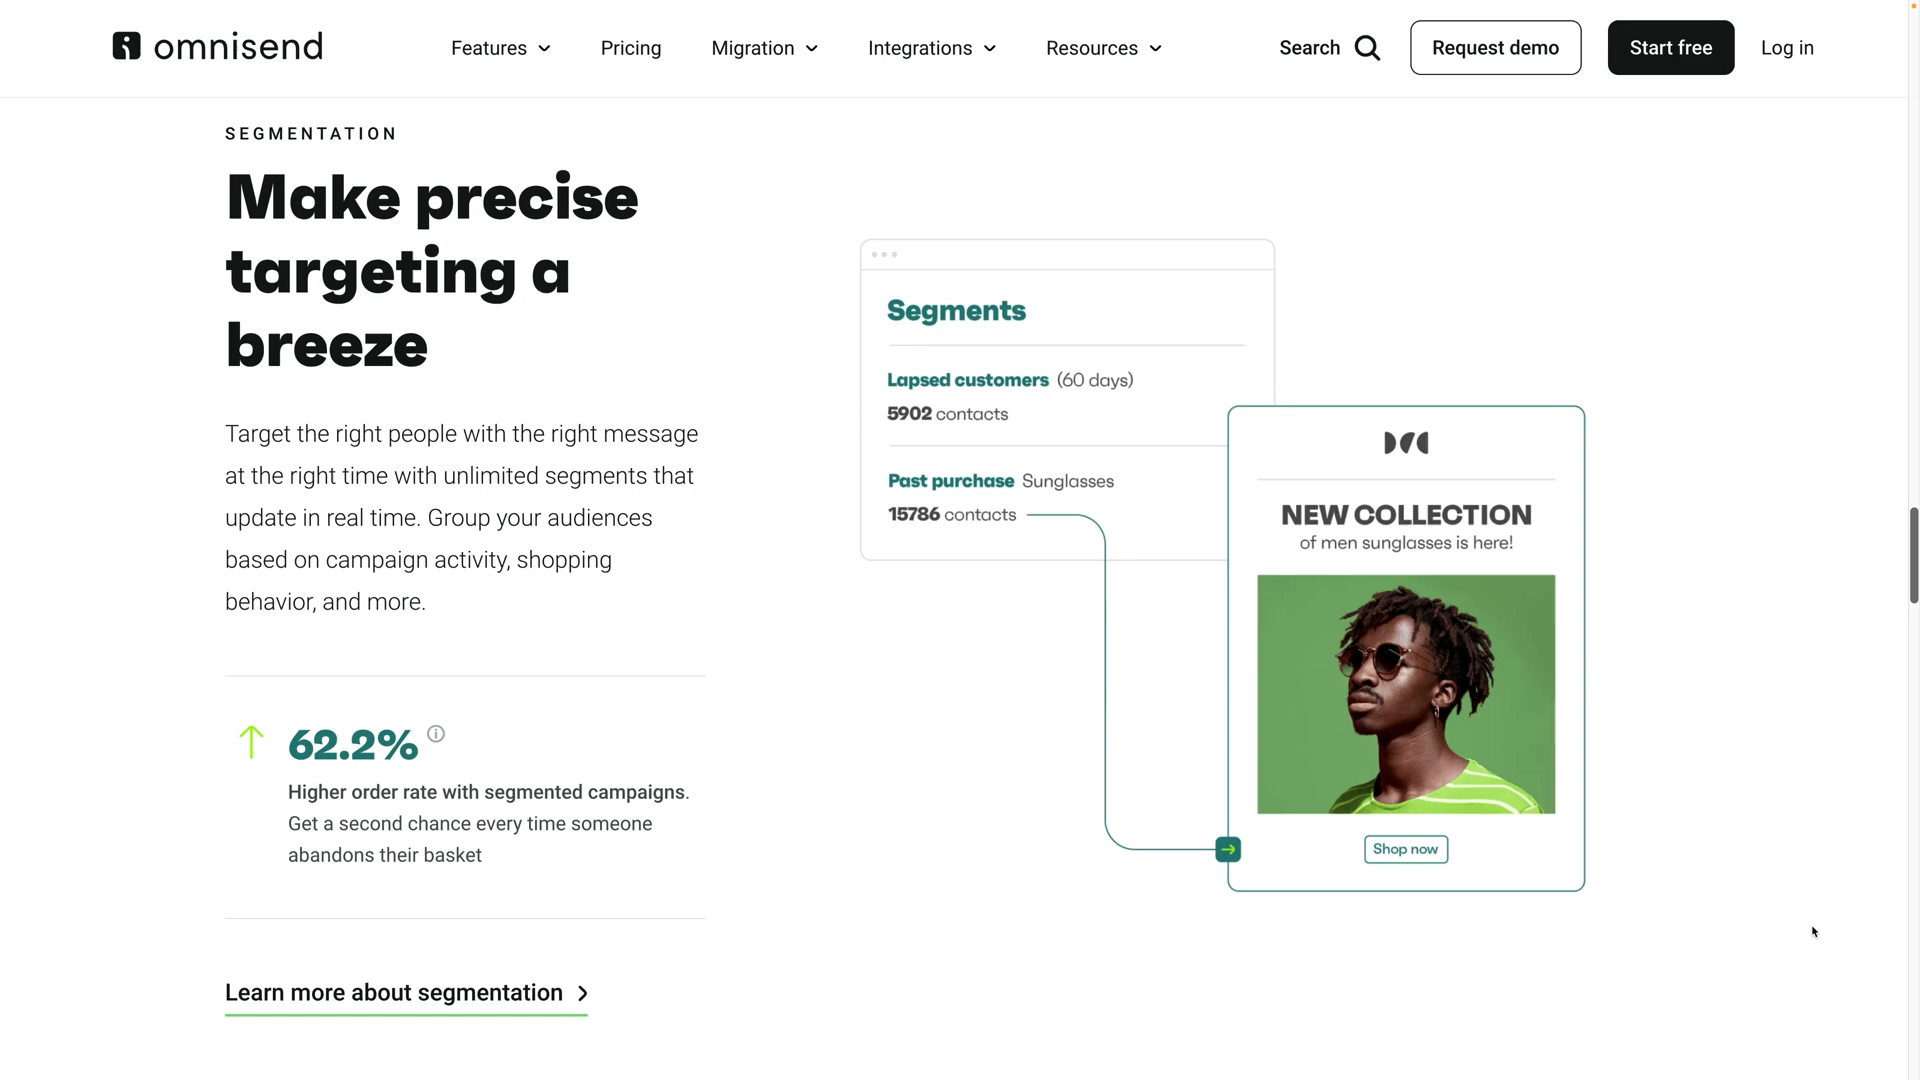 omnisend
Features
Pricing
Migration
Integrations
Resources
Search
Request demo
Start free
Log in
SEGMENTATION
Make precise
targeting a
breeze
Target the right people with the right message
at the right time with unlimited segments that
update in real time. Group your audiences
based on campaign activity, shopping
behavior, and more.
62.2%
Higher order rate with segmented campaigns.
Get a second chance every time someone
abandons their basket
Learn more about segmentation
Segments
Lapsed customers (60 days)
5902 contacts
Past purchase Sunglasses
15786 contacts
NEW COLLECTION
of men sunglasses is here!
Shop now